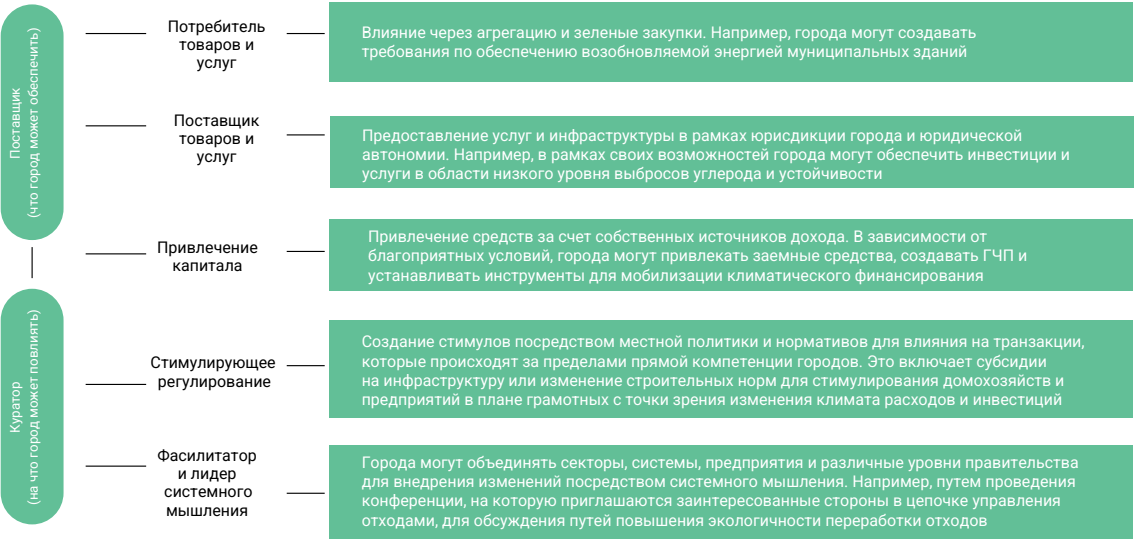 Поставщик
(что город может обеспечить)
Потребитель
товаров и
услуг
Влияние через агрегацию и зеленые закупки. Например, города могут создавать
требования по обеспечению возобновляемой энергией муниципальных зданий
Поставщик
товаров и
услуг
Предоставление услуг и инфраструктуры в рамках юрисдикции города и юридической
автономии. Например, в рамках своих возможностей города могут обеспечить инвестиции и
услуги в области низкого уровня выбросов углерода и устойчивости
Привлечение
капитала
Привлечение средств за счет собственных источников дохода. В зависимости от
благоприятных условий, города могут привлекать заемные средства, создавать ГЧП и
устанавливать инструменты для мобилизации климатического финансирования
Куратор
(на что город может повлиять)
Стимулирующее
регулирование
Создание стимулов посредством местной политики и нормативов для влияния на транзакции,
которые происходят за пределами прямой компетенции городов. Это включает субсидии
на инфраструктуру или изменение строительных норм для стимулирования домохозяйств и
предприятий в плане грамотных с точки зрения изменения климата расходов и инвестиций
Фасилитатор
и лидер
системного
мышления
Города могут объединять секторы, системы, предприятия и различные уровни правительства
для внедрения изменений посредством системного мышления. Например, путем проведения
конференции, на которую приглашаются заинтересованные стороны в цепочке управления
отходами, для обсуждения путей повышения экологичности переработки отходов